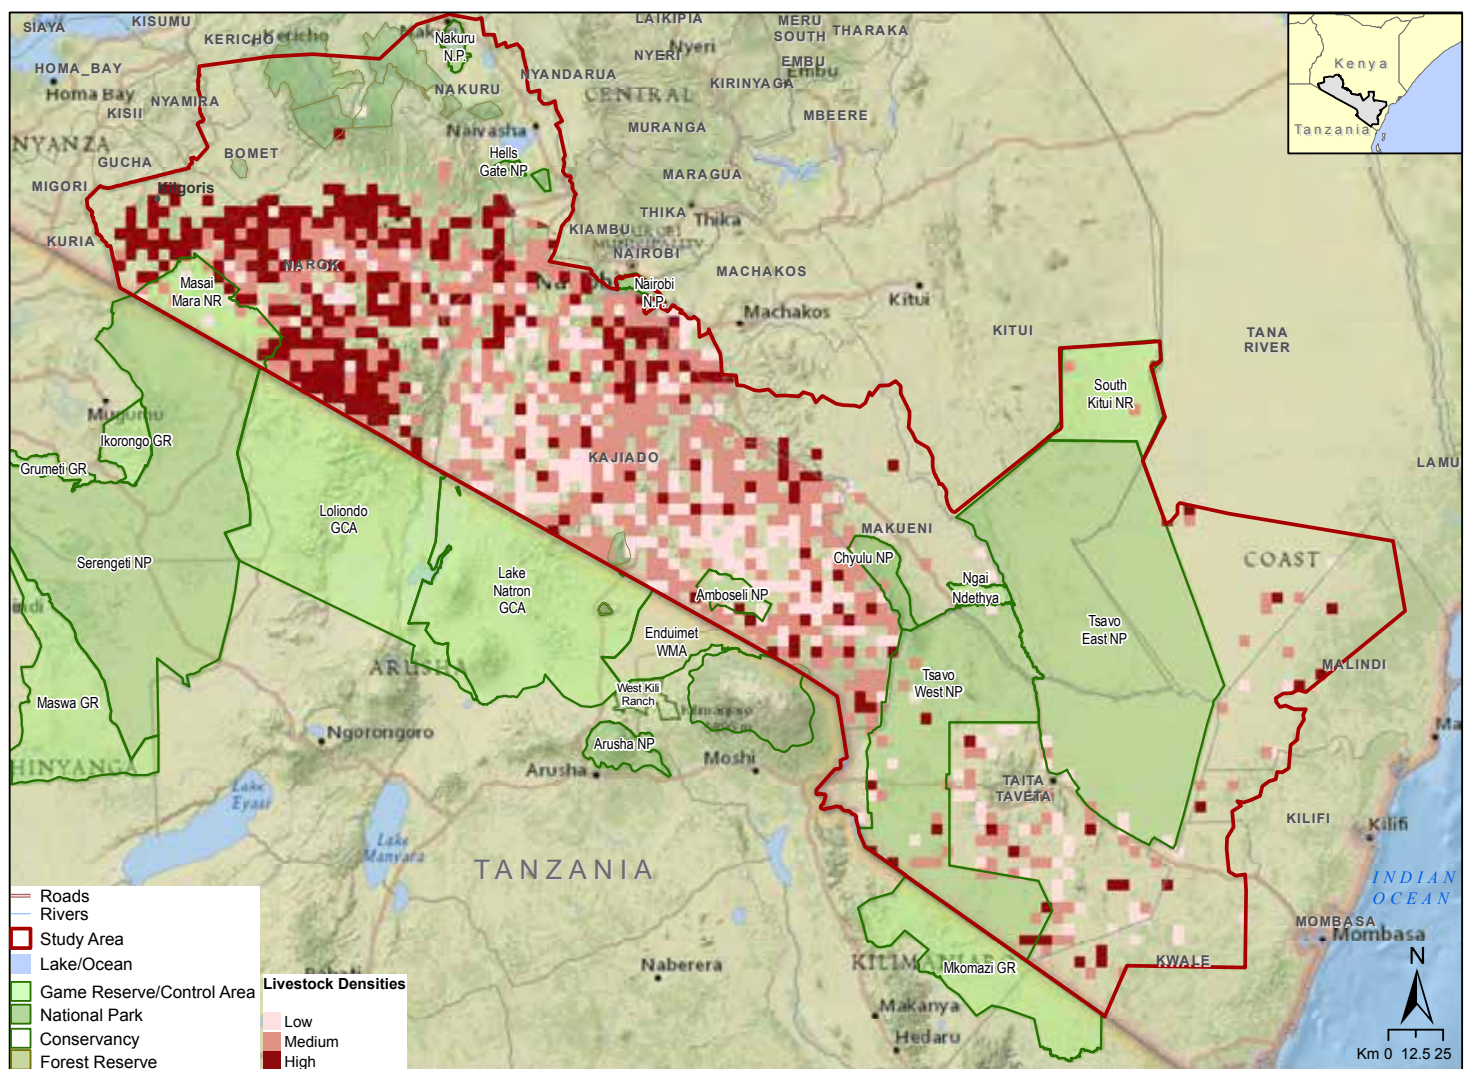 SIAYA
KISUMU
KERICHO
Kericho
Nakuru
N.P.
LAIKIPIA
MERU
SOUTH
THARAKA
NYERI
Nyeri
EMBU
Embu
HOMA_BAY
Homa Bay
NYAMIRA
KISII
NAKURU
NYANDARUA
CENTRAL
KIRINYAGA
MBEERE
NYANZA
GUCHA
BOMET
Naivasha
MURANGA
Hells
Gate NP
MARAGUA
MIGORI
Kilgoris
THIKA
Thika
KURIA
KIAMBU
NAIROBI
NAROK
Masai
Mara NR
Nairobi
N.P.
MACHAKOS
Machakos
Kitui
KITUI
TANA
RIVER
South
Kitui NR
Mugumu
Ikorongo GR
Grumeti GR
KAJIADO
LAMU
Loliondo
GCA
MAKUENI
Chyulu NP
COAST
Serengeti NP
Lake
Natron
GCA
Ngai
Ndethya
Amboseli NP
Enduimet
WMA
Tsavo
East NP
ARUSHA
Tsavo
West NP
MALINDI
Maswa GR
West Kili
Ranch
Ngorongoro
Arusha NP
Moshi
Arusha
HINYANGA
Lake
Eyasi
TAITA
TAVETA
KILIFI
Kilifi
Lake
Manyara
TANZANIA
INDIAN
OCEAN
MOMBASA
Mombasa
Naberera
KWALE
Mkomazi GR
Makanya
Hedaru
Kenya
Tanzania
Roads
Rivers
Study Area
Lake/Ocean
Game Reserve/Control Area
National Park
Conservancy
Forest Reserve
Livestock Densities
Low
Medium
High
N
Km 0 12.5 25